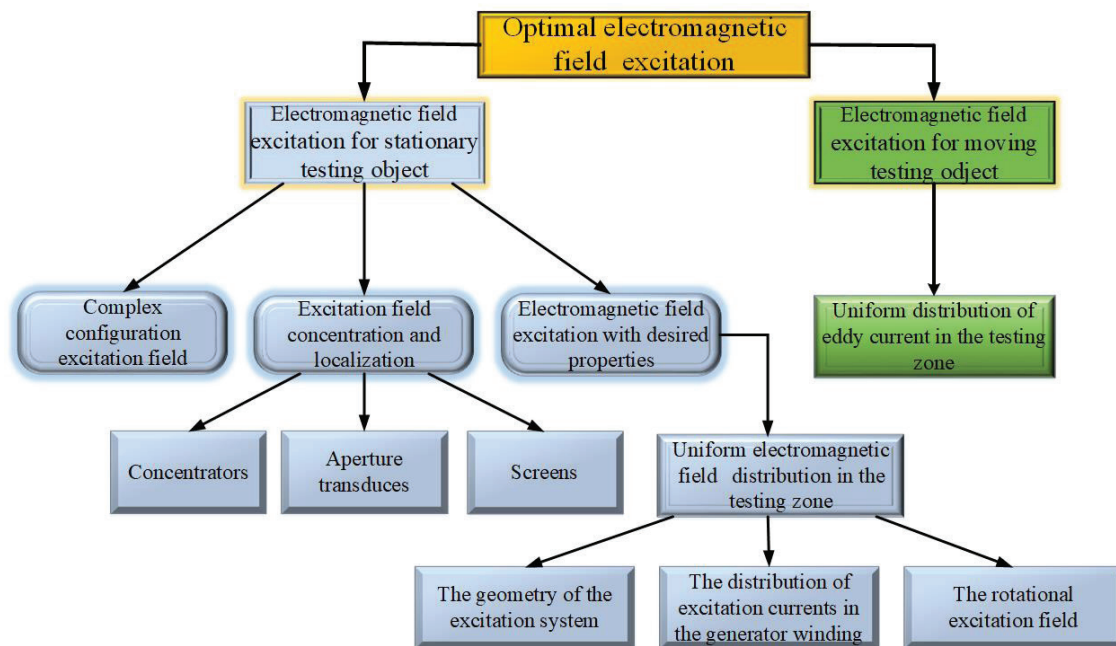 Optimal electromagnetic
field excitation
Electromagnetic field
excitation for stationary
testing object
Electromagnetic field
excitation for moving
testing odject
Complex
configuration
excitation field
Excitation field
concentration and
localization
Electromagnetic field
excitation with desired
properties
Uniform distribution of
eddy current in the testing
zone
Concentrators
Aperture
transduces
Screens
Uniform electromagnetic
field distribution in the
testing zone
The geometry of the
excitation system
The distribution of
excitation currents in
the generator winding
The rotational
excitation field